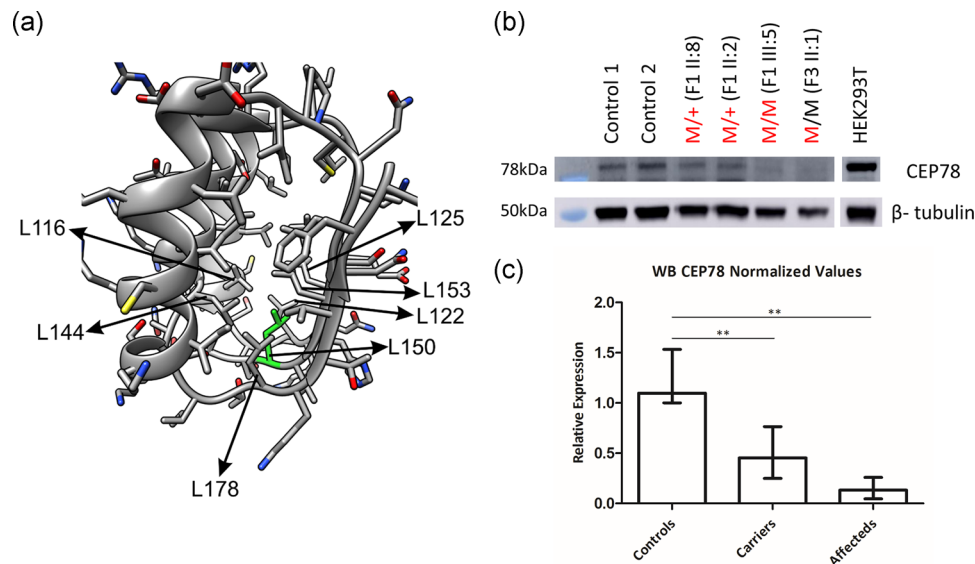 (a)
L116
L144
L125
L153
L122
L150
L178
(b)
Control 1
Control 2
M/+ (F1 II:8)
M/+ (F1 II:2)
M/M (F1 III:5)
M/M (F3 II:1)
HEK293T
78kDa
CEP78
50kDa
β- tubulin
(c)
WB CEP78 Normalized Values
Relative Expression
2.0
1.5
1.0
0.5
0.0
**
**
Controls
Carriers
Affecteds